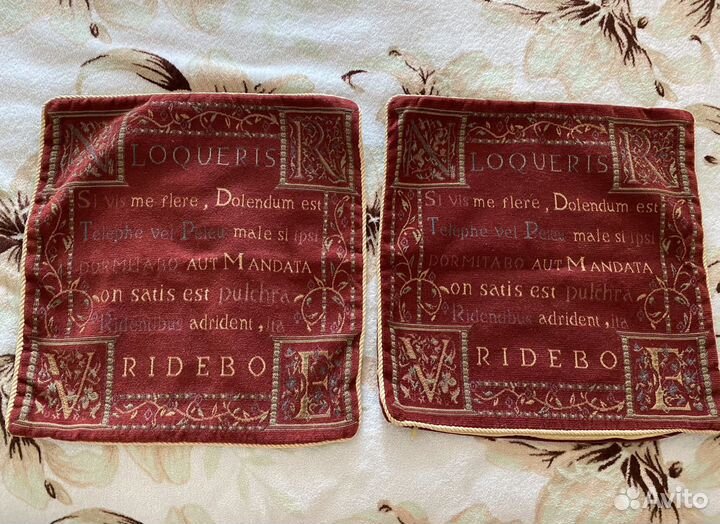 N LOQUERIS R
Si vis me flere, Dolendum est
Telephe vel Peleu male si ipsi
DORMITABO AUT MANDATA
on satis est pulchra
Ridentibus adrident, ita
A RIDEBO E
N LOQUERIS R
Si vis me flere, Dolendum est
Telephe vel Peleu male si ipsi
DORMITABO AUT MANDATA
on satis est pulchra
Ridentibus adrident, ita
A RIDEBO E
Avito